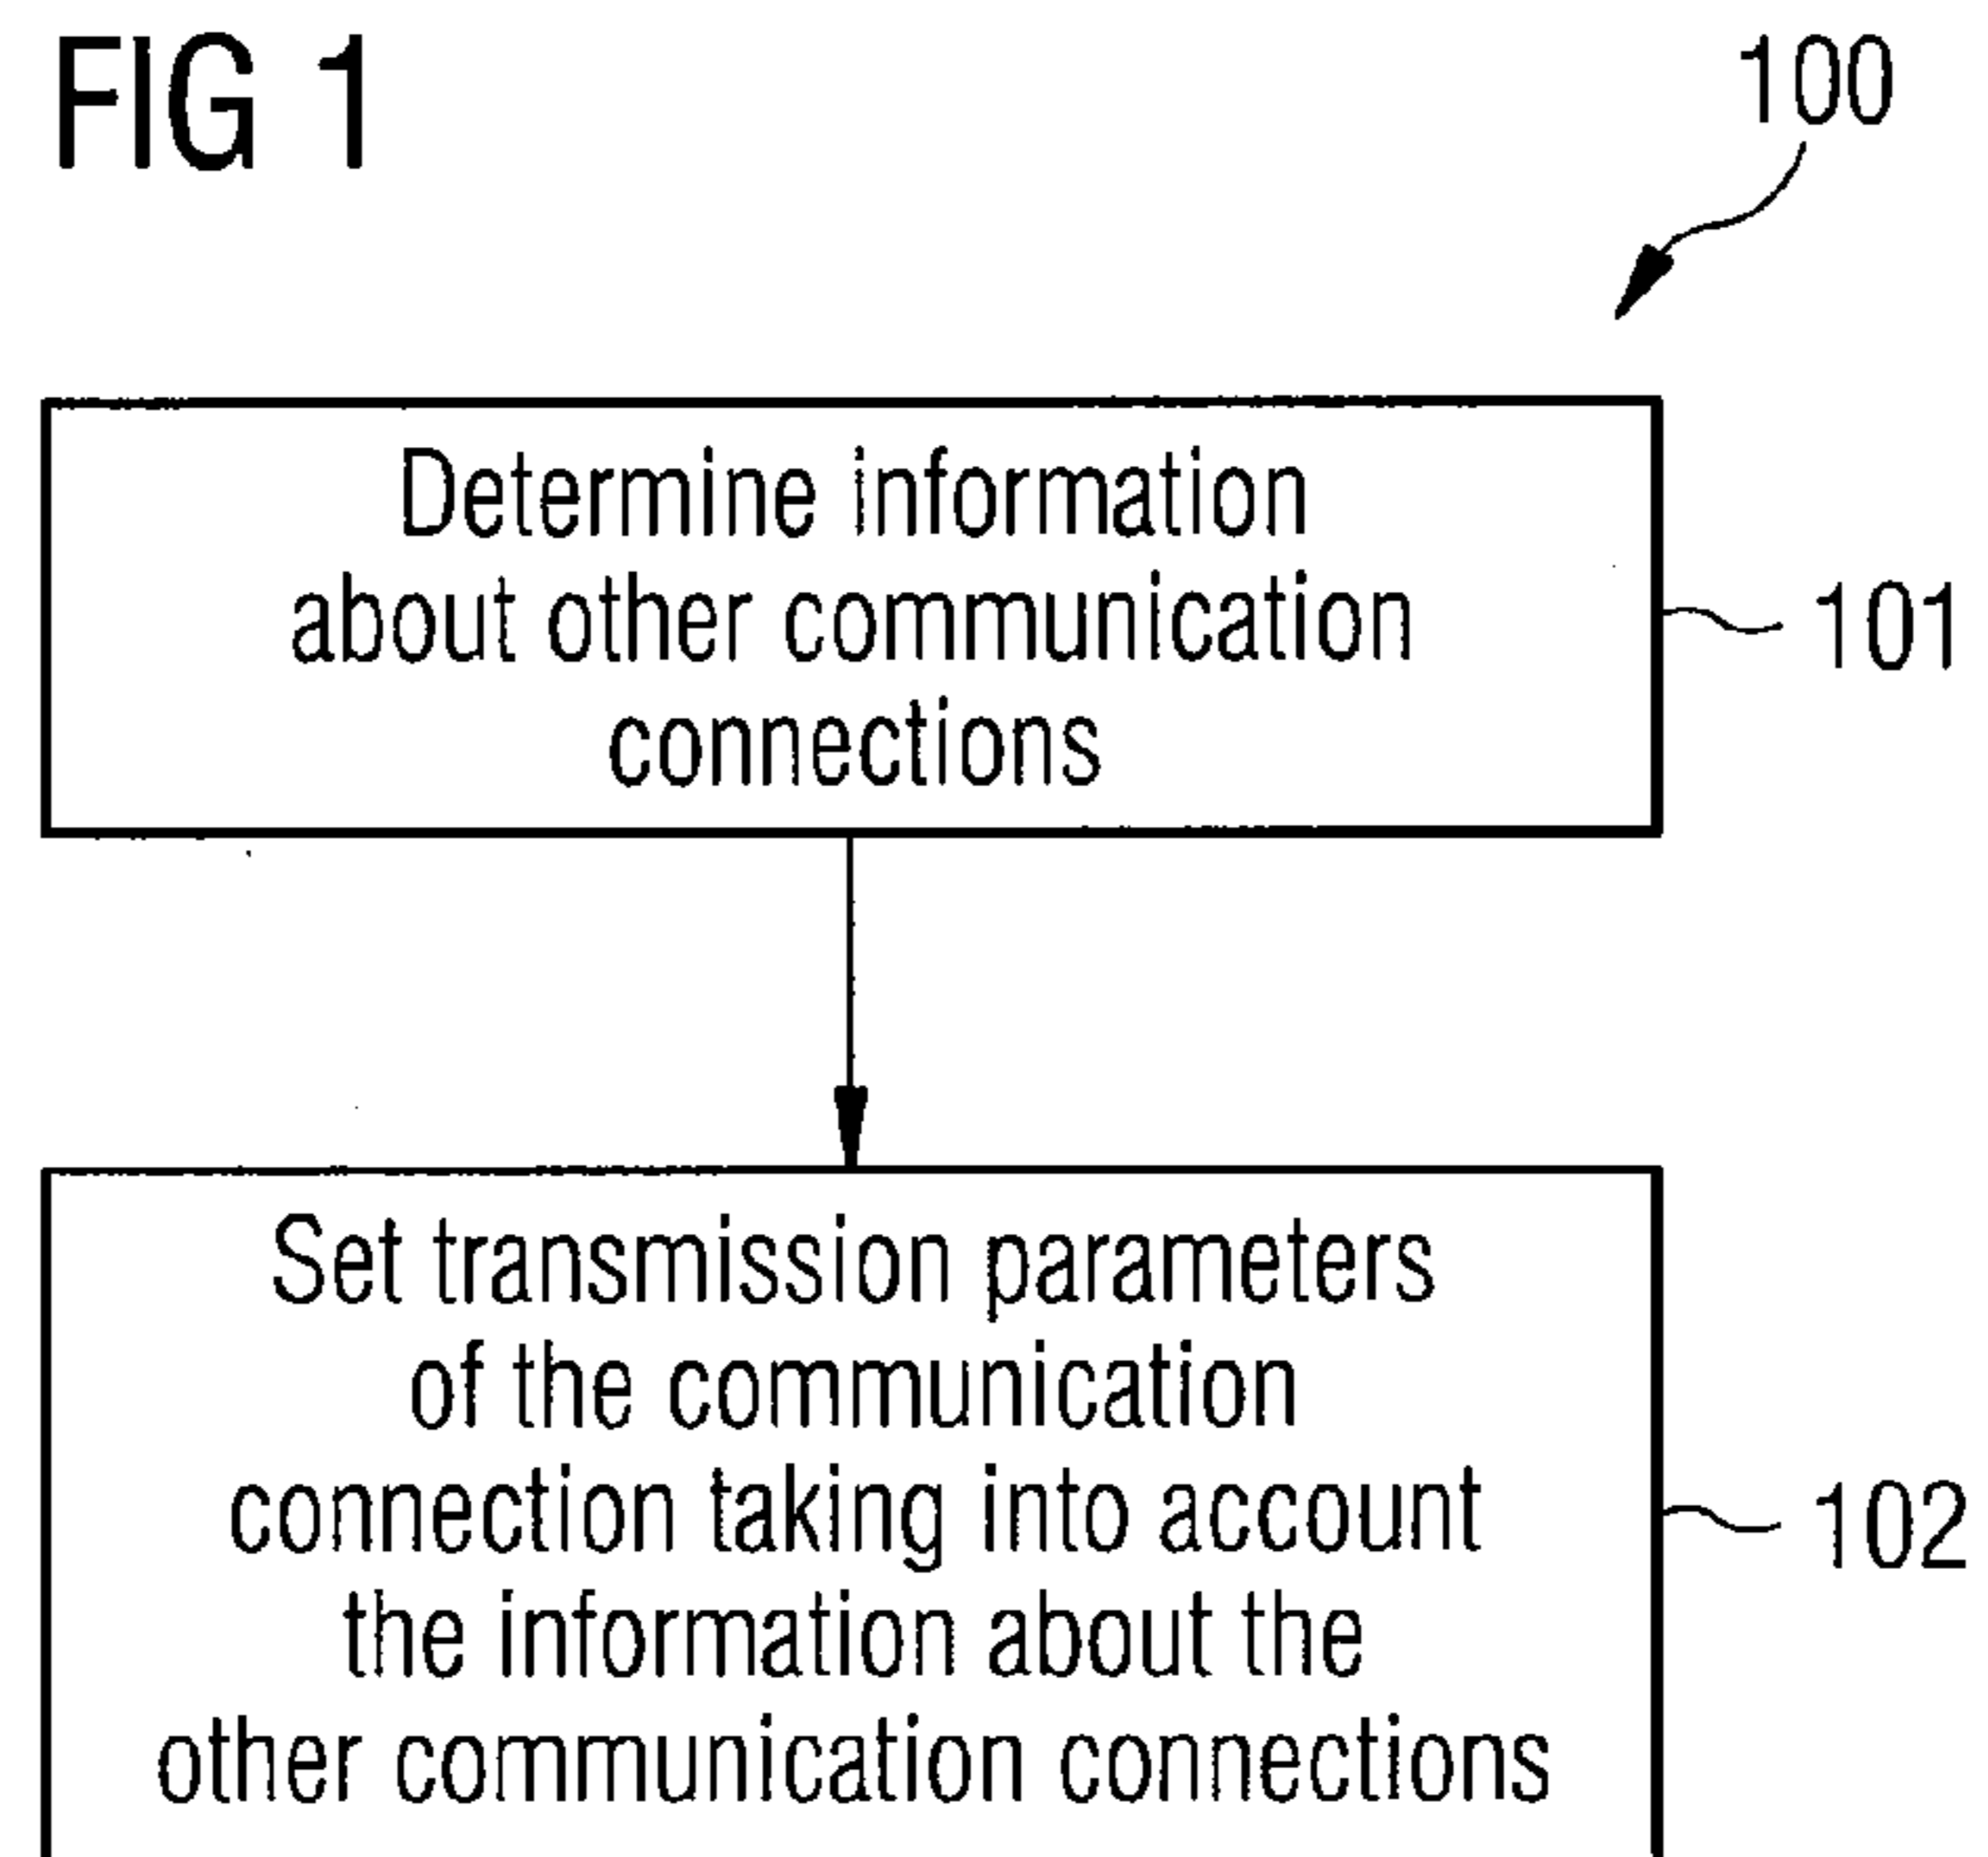 FIG 1
100
Determine information
about other communication
connections
101
Set transmission parameters
of the communication
connection taking into account
the information about the
other communication connections
102